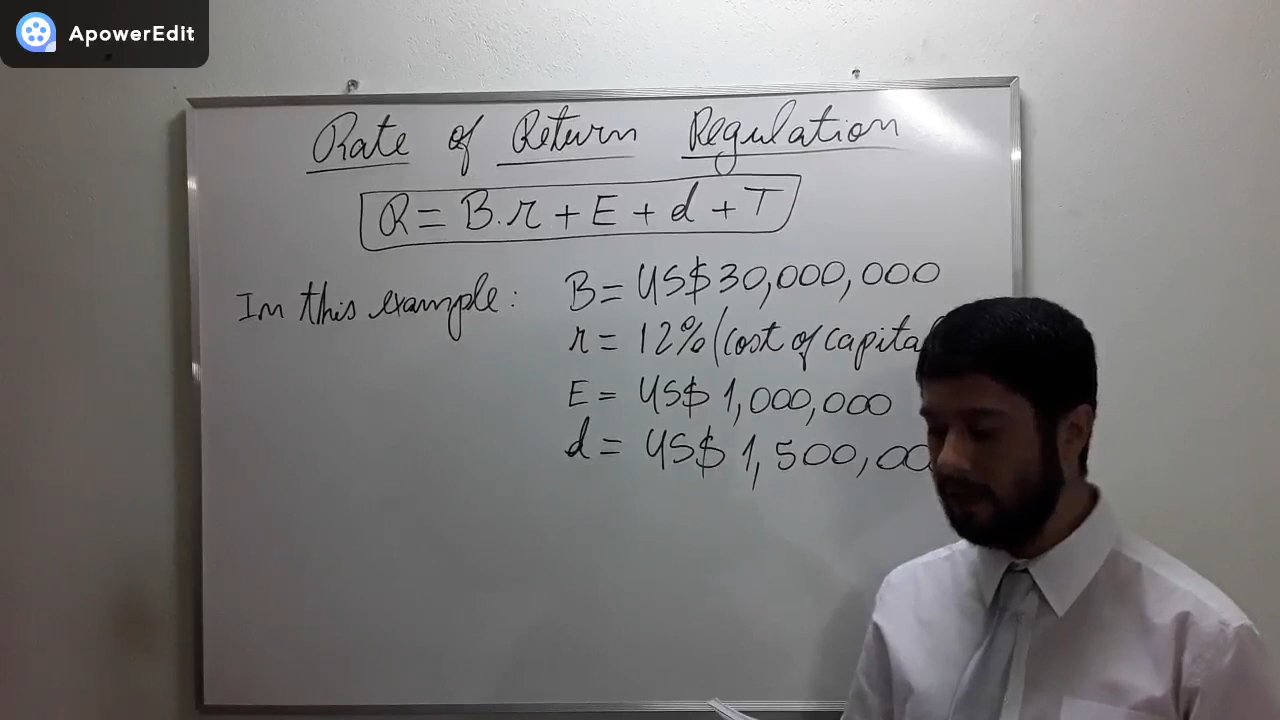 ApowerEdit
Rate of Return Regulation
R = B.r + E + d + T
In this example: B = US$ 30,000,000
r = 12% (cost of capital
E = US$ 1,000,000
d = US$ 1,500,00